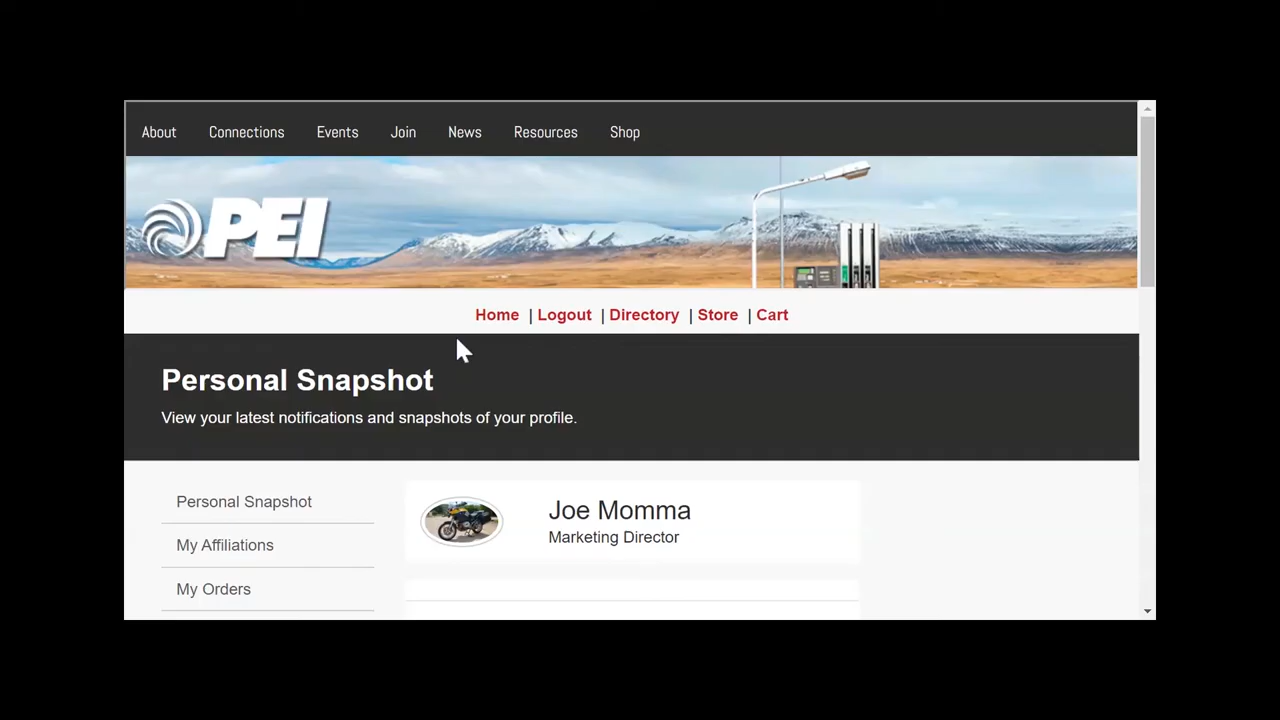 About Connections Events Join News Resources Shop
PEI
Home | Logout | Directory | Store | Cart
Personal Snapshot
View your latest notifications and snapshots of your profile.
Personal Snapshot
My Affiliations
My Orders
Joe Momma
Marketing Director